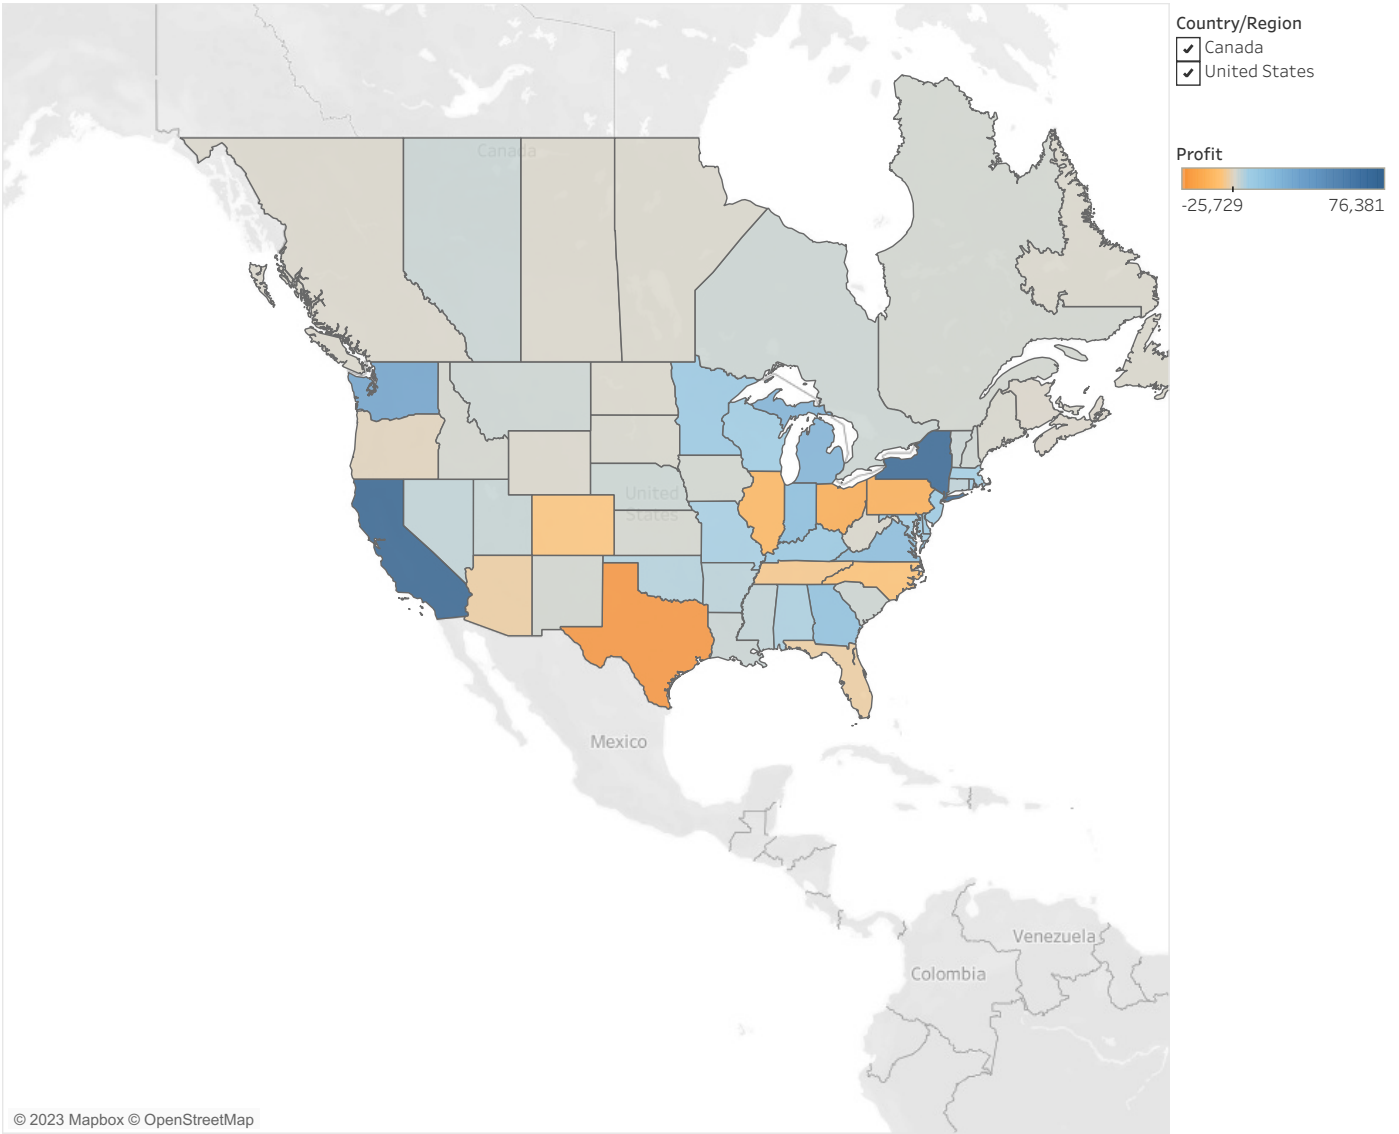 Country/Region
Canada
United States
Profit
-25,729
76,381
Canada
United
States
Mexico
Venezuela
Colombia
© 2023 Mapbox © OpenStreetMap